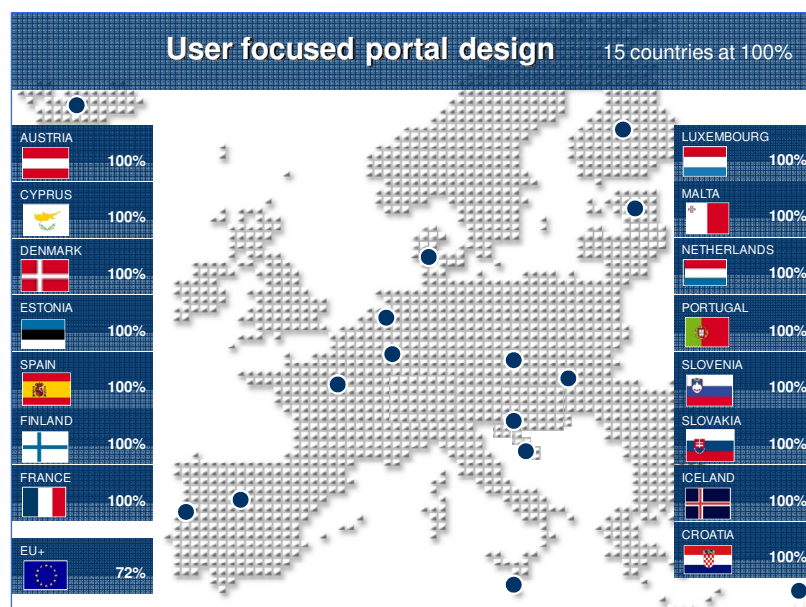 User focused portal design
15 countries at 100%
AUSTRIA
100%
CYPRUS
100%
DENMARK
100%
ESTONIA
100%
SPAIN
100%
FINLAND
100%
FRANCE
100%
EU+
72%
LUXEMBOURG
100%
MALTA
100%
NETHERLANDS
100%
PORTUGAL
100%
SLOVENIA
100%
SLOVAKIA
100%
ICELAND
100%
CROATIA
100%